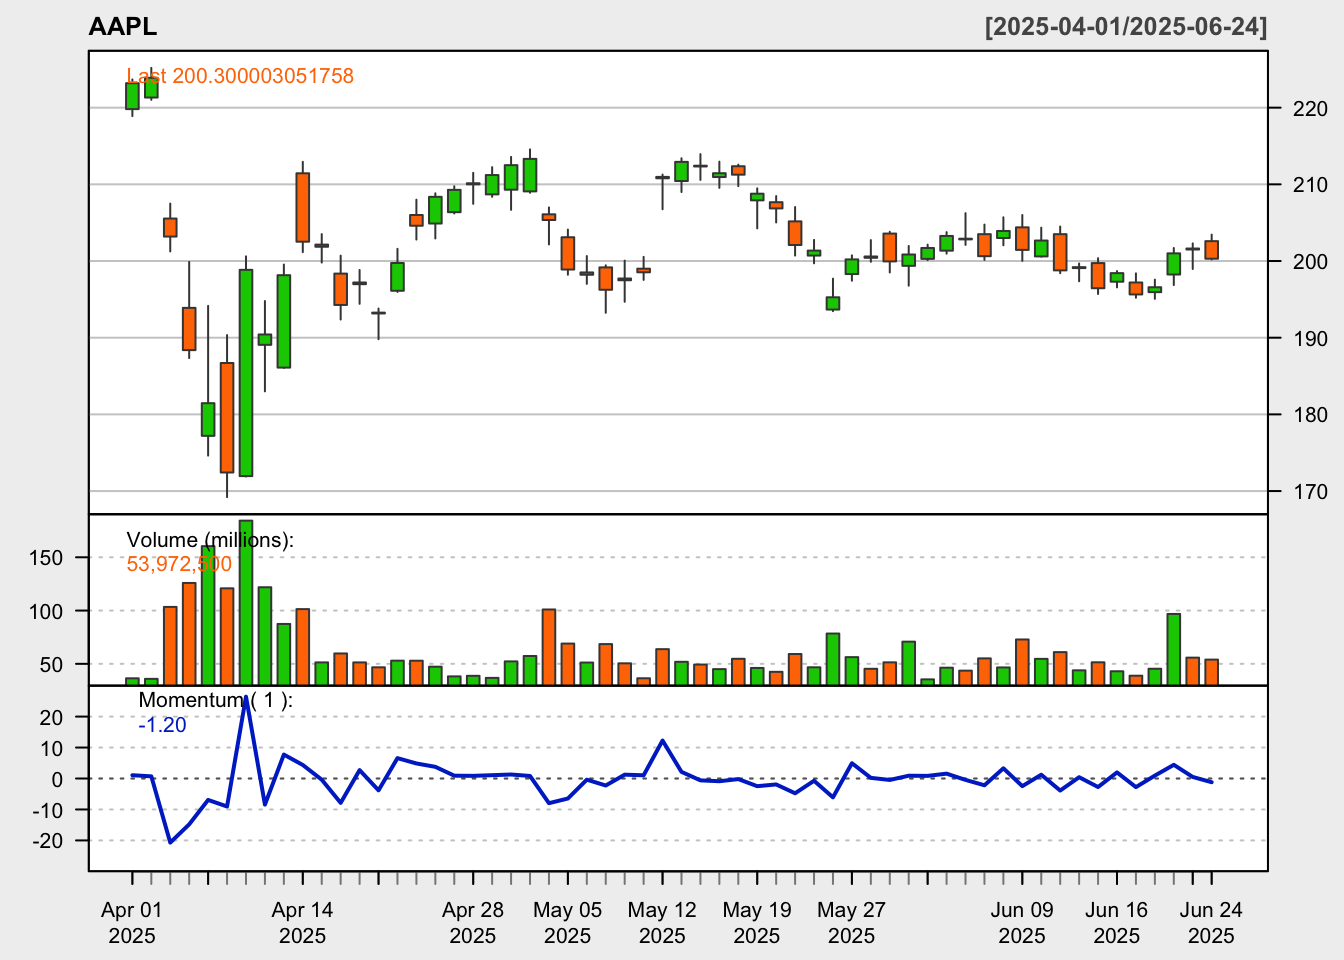 AAPL [2025-04-01/2025-06-24]
Last 200.300003051758
220
210
200
190
180
170
Volume (millions):
53,972,500
150
100
50
Momentum ( 1 ):
-1.20
20
10
0
-10
-20
Apr 01 Apr 14 Apr 28 May 05 May 12 May 19 May 27 Jun 09 Jun 16 Jun 24
2025 2025 2025 2025 2025 2025 2025 2025 2025 2025